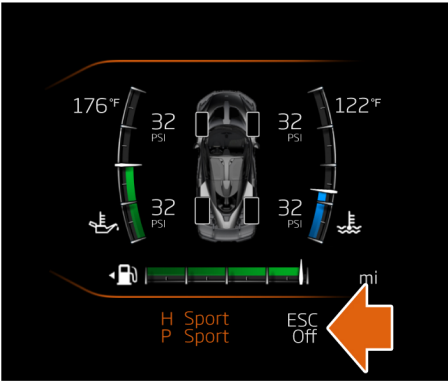 176°F
122°F
32
PSI
32
PSI
32
PSI
32
PSI
mi
H Sport
P Sport
ESC
Off